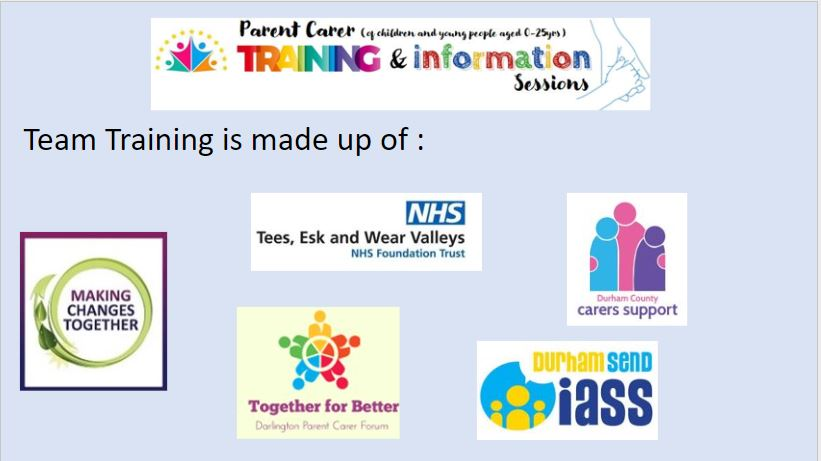 Parent Carer (of children and young people aged 0-25yrs)
TRAINING & information
Sessions
Team Training is made up of :
MAKING
CHANGES
TOGETHER
NHS
Tees, Esk and Wear Valleys
NHS Foundation Trust
Durham County
carers support
Together for Better
Darlington Parent Carer Forum
Durham SEND
iass